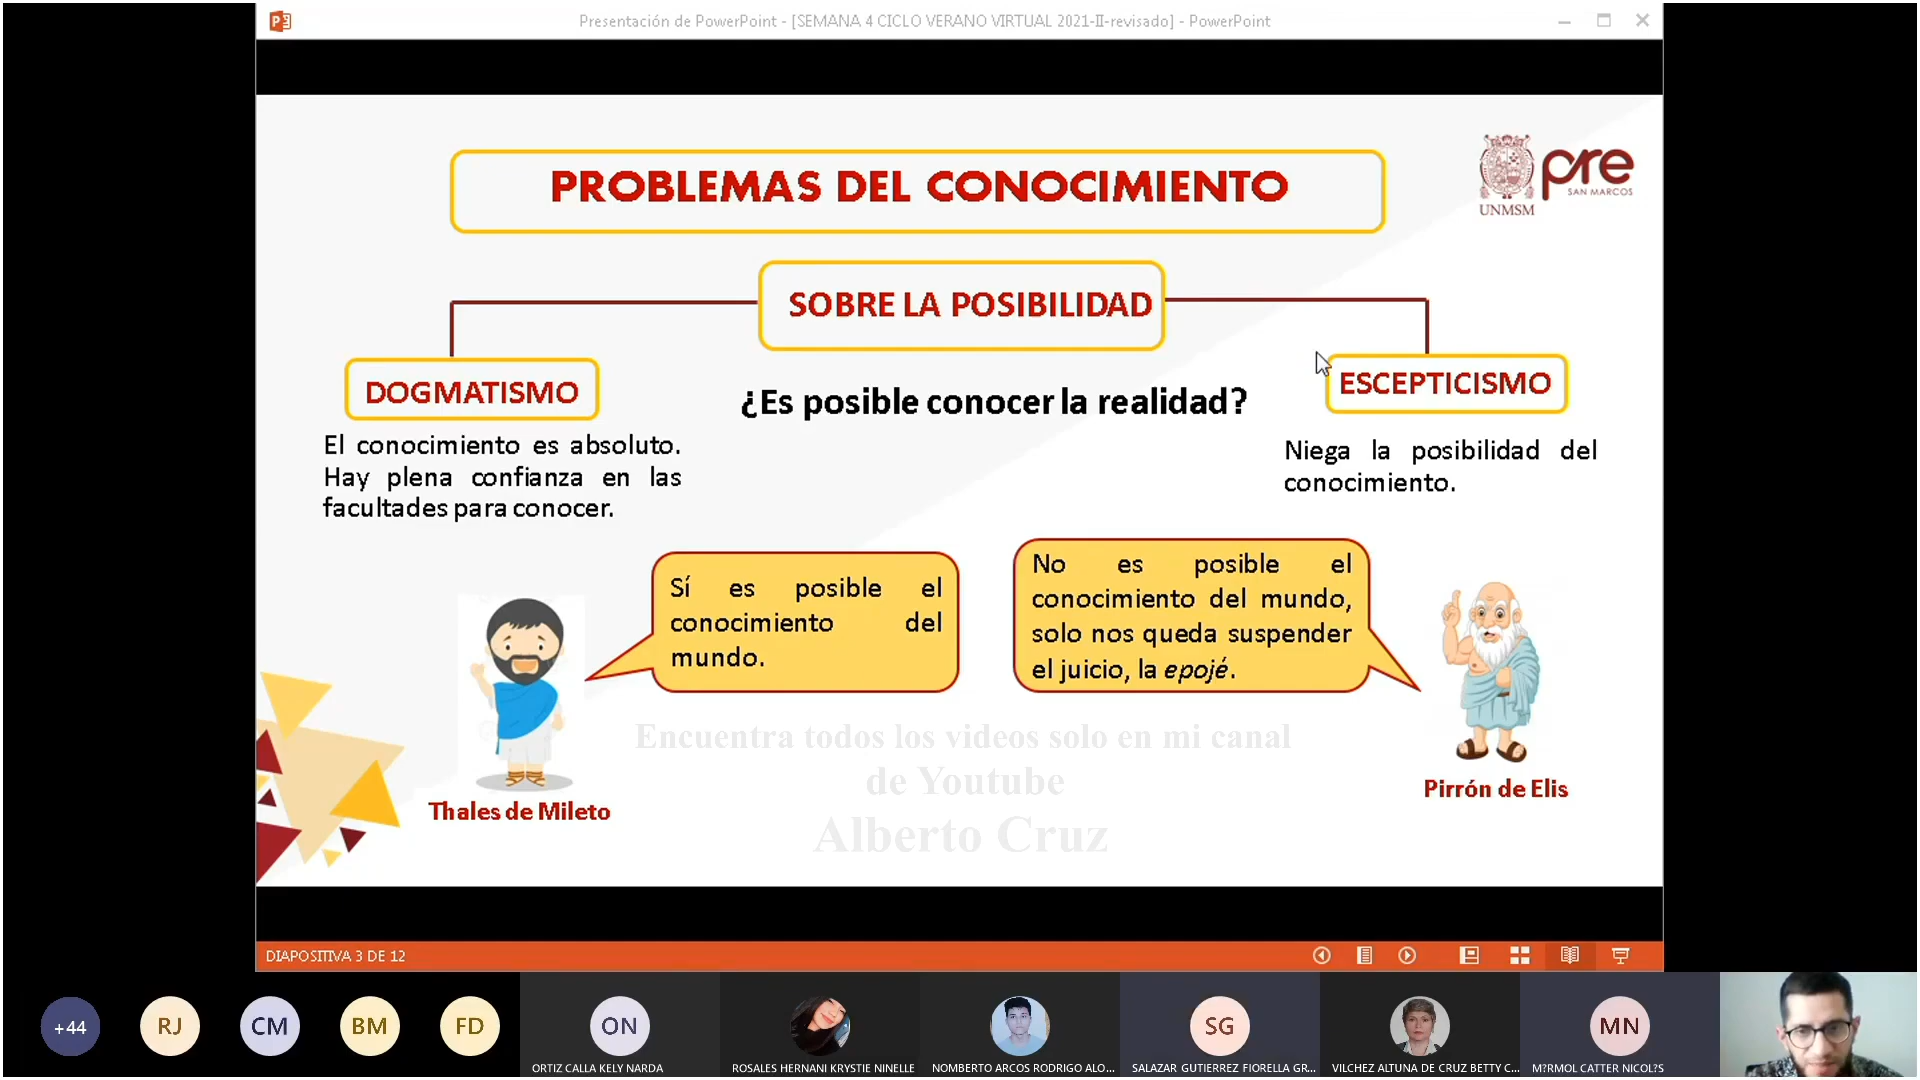 Presentación de PowerPoint - [SEMANA 4 CICLO VERANO VIRTUAL 2021-II-revisado] - PowerPoint
PROBLEMAS DEL CONOCIMIENTO
UNMSM
pre
SAN MARCOS
SOBRE LA POSIBILIDAD
DOGMATISMO
¿Es posible conocer la realidad?
ESCEPTICISMO
El conocimiento es absoluto.
Hay plena confianza en las
facultades para conocer.
Niega la posibilidad del
conocimiento.
Sí es posible el
conocimiento del
mundo.
No es posible el
conocimiento del mundo,
solo nos queda suspender
el juicio, la epojé.
Encuentra todos los videos solo en mi canal
de Youtube
Alberto Cruz
Thales de Mileto
Pirrón de Elis
DIAPOSITIVA 3 DE 12
+44
RJ
CM
BM
FD
ON
SG
MN
ORTIZ CALLA KELY NARDA
ROSALES HERNANI KRYSTIE NINELLE
NOMBERTO ARCOS RODRIGO ALO...
SALAZAR GUTIERREZ FIORELLA GR...
VILCHEZ ALTUNA DE CRUZ BETTY C...
M?RMOL CATTER NICOL?S